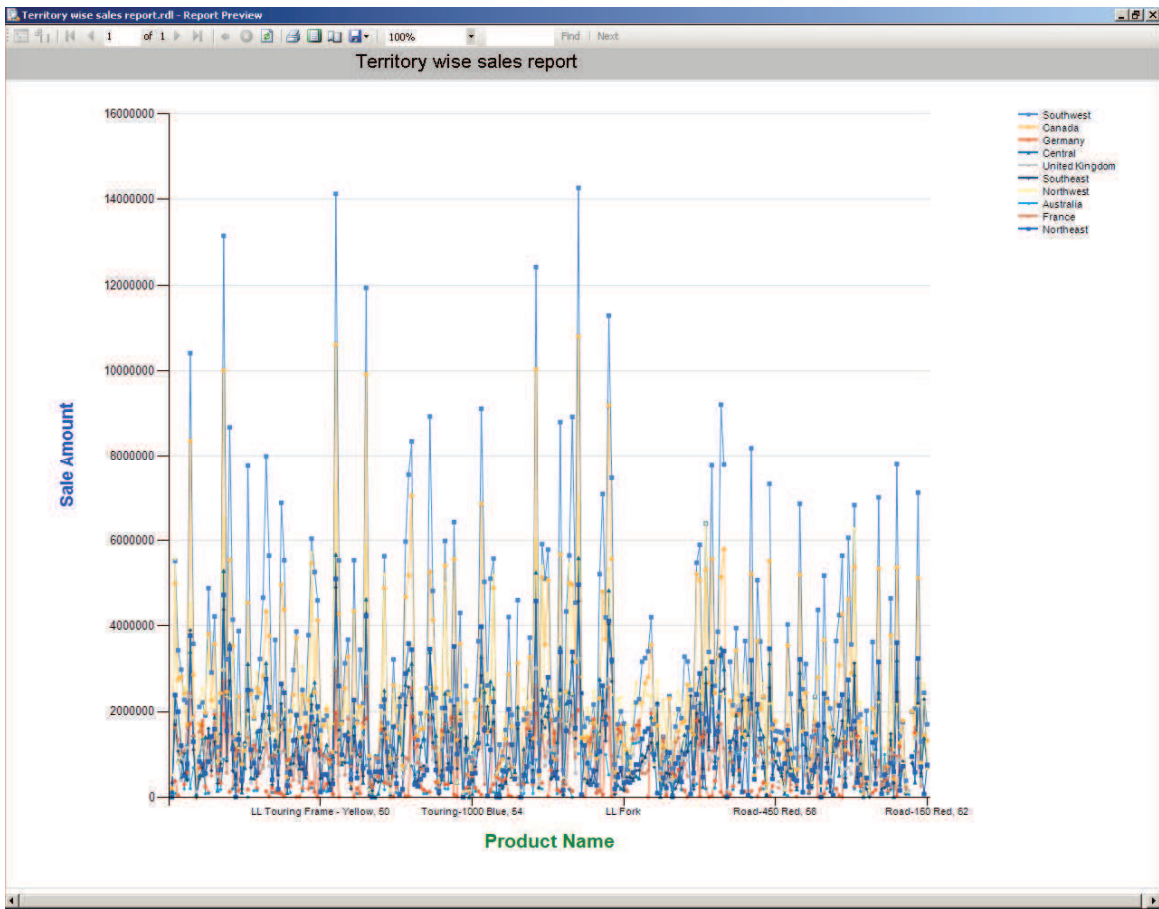 Territory wise sales report.rdl - Report Preview
1 of 1 100% Find Next
Territory wise sales report
16000000
14000000
12000000
10000000
8000000
6000000
4000000
2000000
0
Sale Amount
LL Touring Frame - Yellow, 50 Touring-1000 Blue, 54 LL Fork Road-450 Red, 58 Road-150 Red, 62
Product Name
Southwest
Canada
Germany
Central
United Kingdom
Southeast
Northwest
Australia
France
Northeast